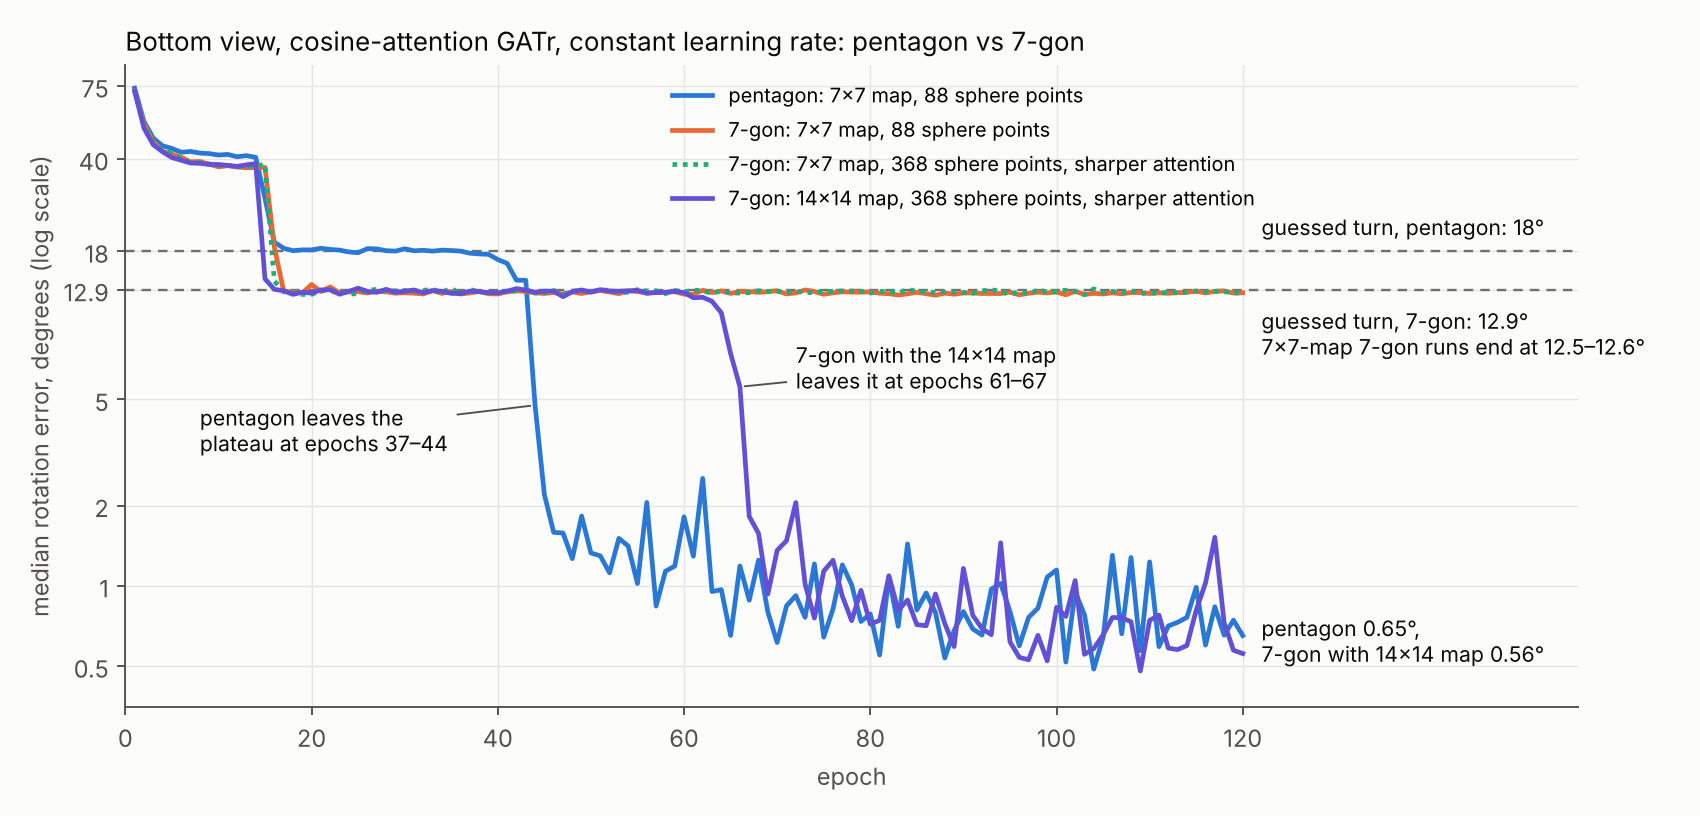 Bottom view, cosine-attention GATr, constant learning rate: pentagon vs 7-gon
median rotation error, degrees (log scale)
75
40
18
12.9
5
2
1
0.5
pentagon: 7×7 map, 88 sphere points
7-gon: 7×7 map, 88 sphere points
7-gon: 7×7 map, 368 sphere points, sharper attention
7-gon: 14×14 map, 368 sphere points, sharper attention
guessed turn, pentagon: 18°
guessed turn, 7-gon: 12.9°
7×7-map 7-gon runs end at 12.5–12.6°
7-gon with the 14×14 map
leaves it at epochs 61–67
pentagon leaves the
plateau at epochs 37–44
pentagon 0.65°,
7-gon with 14×14 map 0.56°
0
20
40
60
80
100
120
epoch